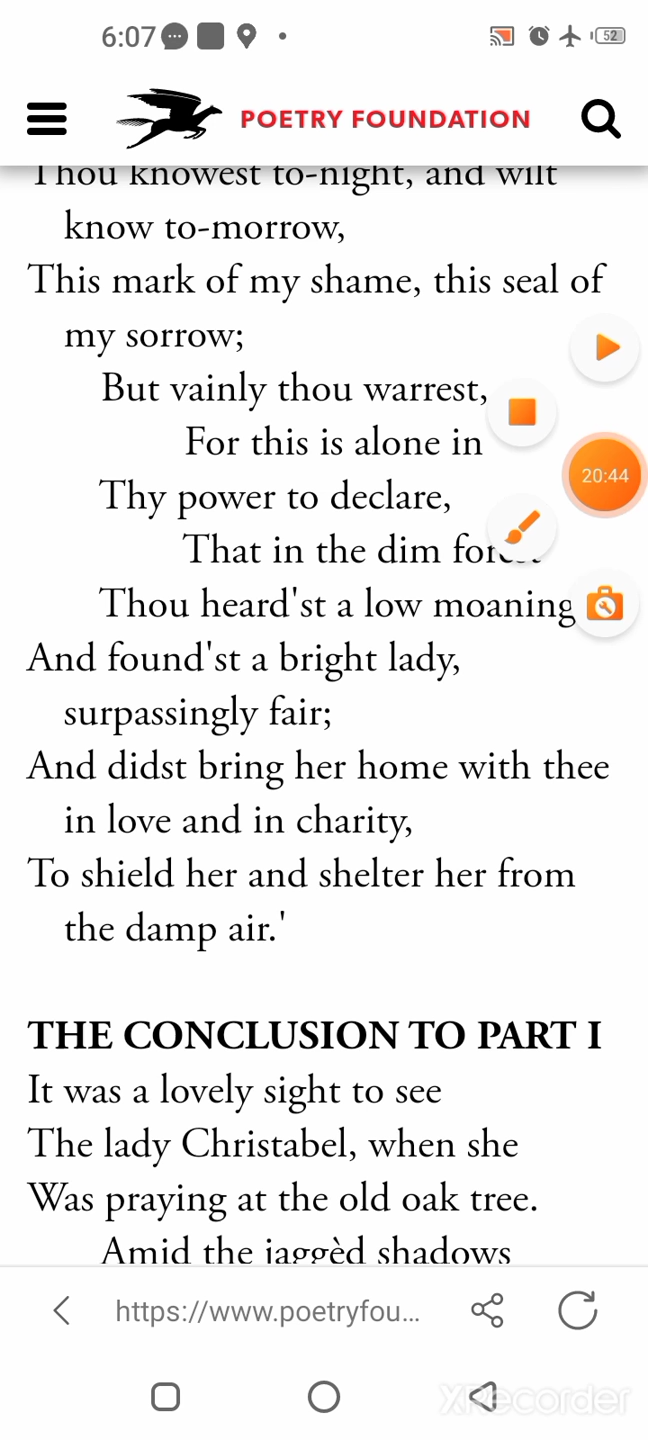 6:07
52
POETRY FOUNDATION
Thou knowest to-night, and wilt
know to-morrow,
This mark of my shame, this seal of
my sorrow;
But vainly thou warrest,
For this is alone in
20:44
Thy power to declare,
That in the dim forest
Thou heard'st a low moaning
And found'st a bright lady,
surpassingly fair;
And didst bring her home with thee
in love and in charity,
To shield her and shelter her from
the damp air.'
THE CONCLUSION TO PART I
It was a lovely sight to see
The lady Christabel, when she
Was praying at the old oak tree.
Amid the jaggèd shadows
https://www.poetryfou...
XRecorder